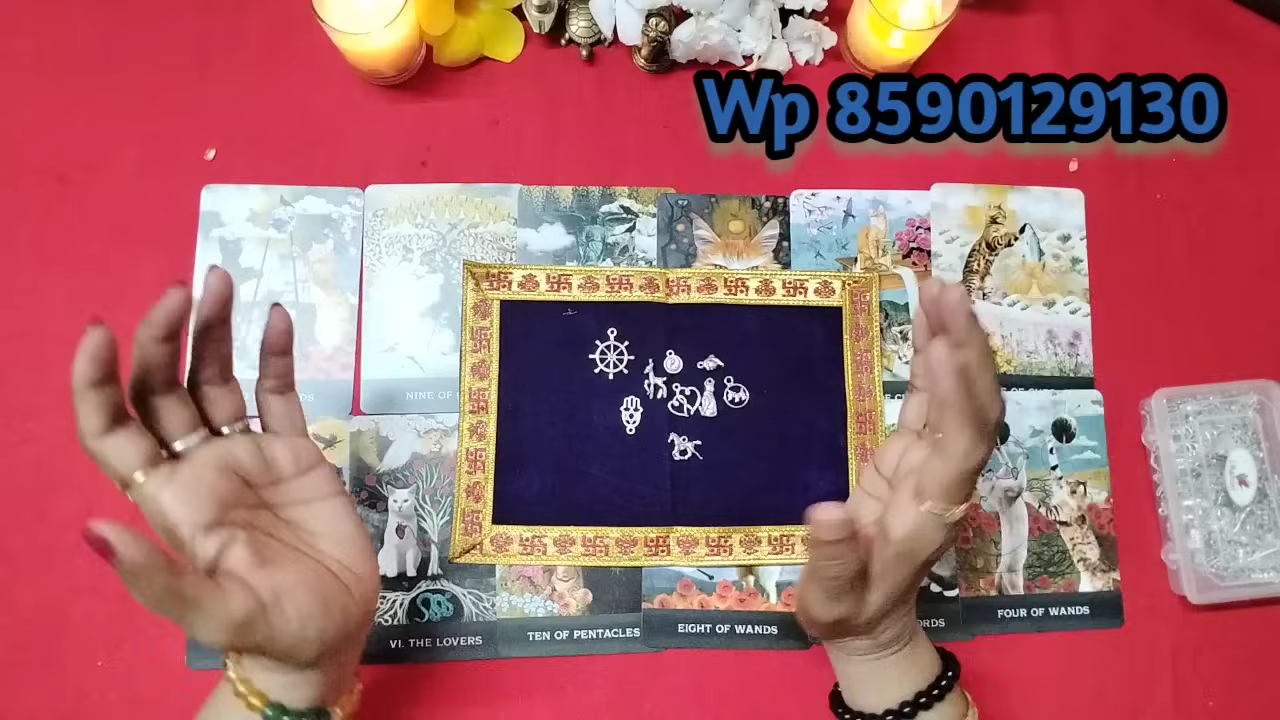 Wp 8590129130
NINE OF
VI. THE LOVERS
TEN OF PENTACLES
EIGHT OF WANDS
FOUR OF WANDS